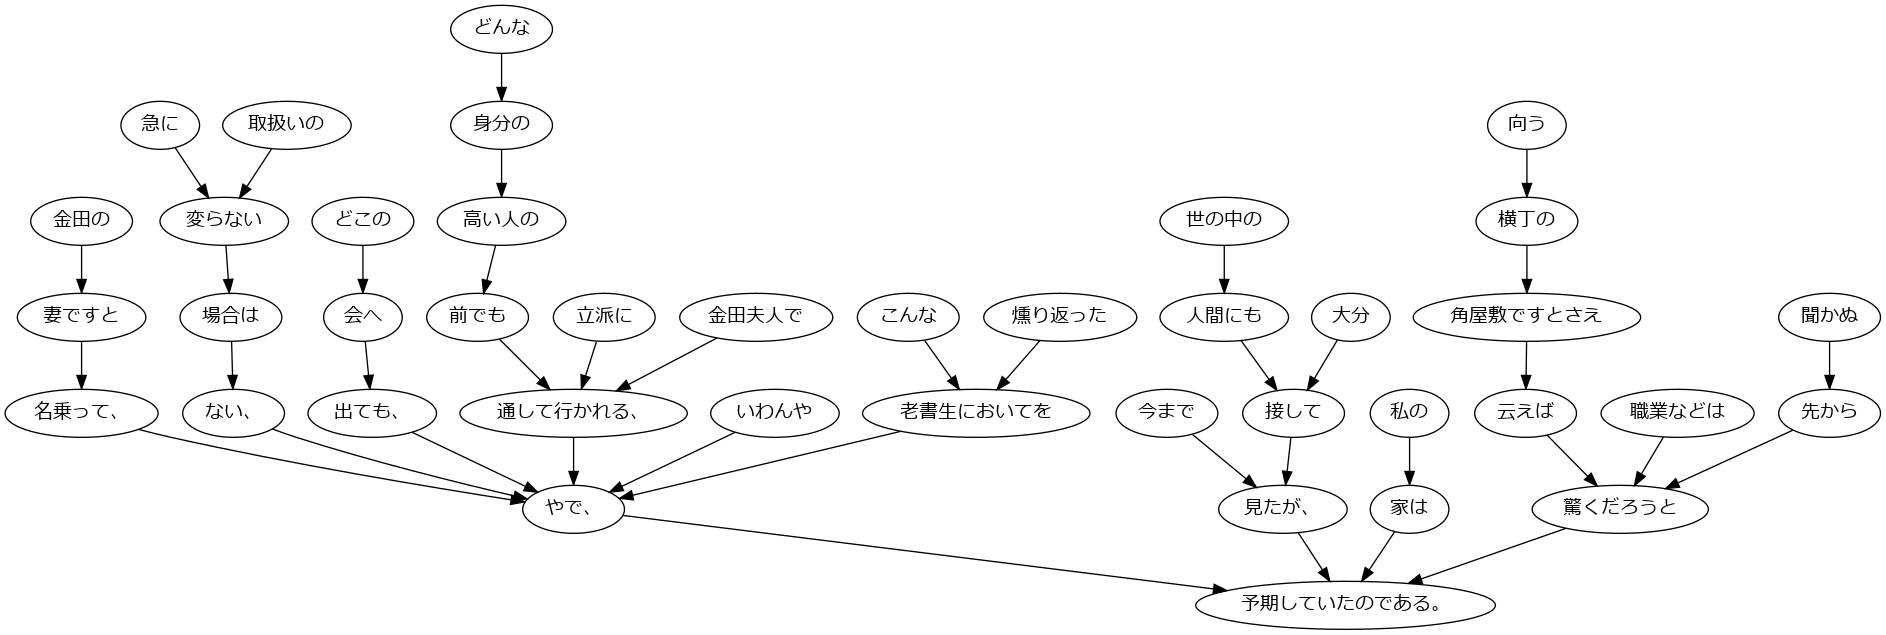 どんな
急に
取扱いの
身分の
向う
金田の
変らない
どこの
高い人の
世の中の
横丁の
妻ですと
場合は
会へ
前でも
立派に
金田夫人で
こんな
燻り返った
人間にも
大分
角屋敷ですとさえ
聞かぬ
名乗って、
ない、
出ても、
通して行かれる、
いわんや
老書生においてを
今まで
接して
私の
云えば
職業などは
先から
やで、
見たが、
家は
驚くだろうと
予期していたのである。